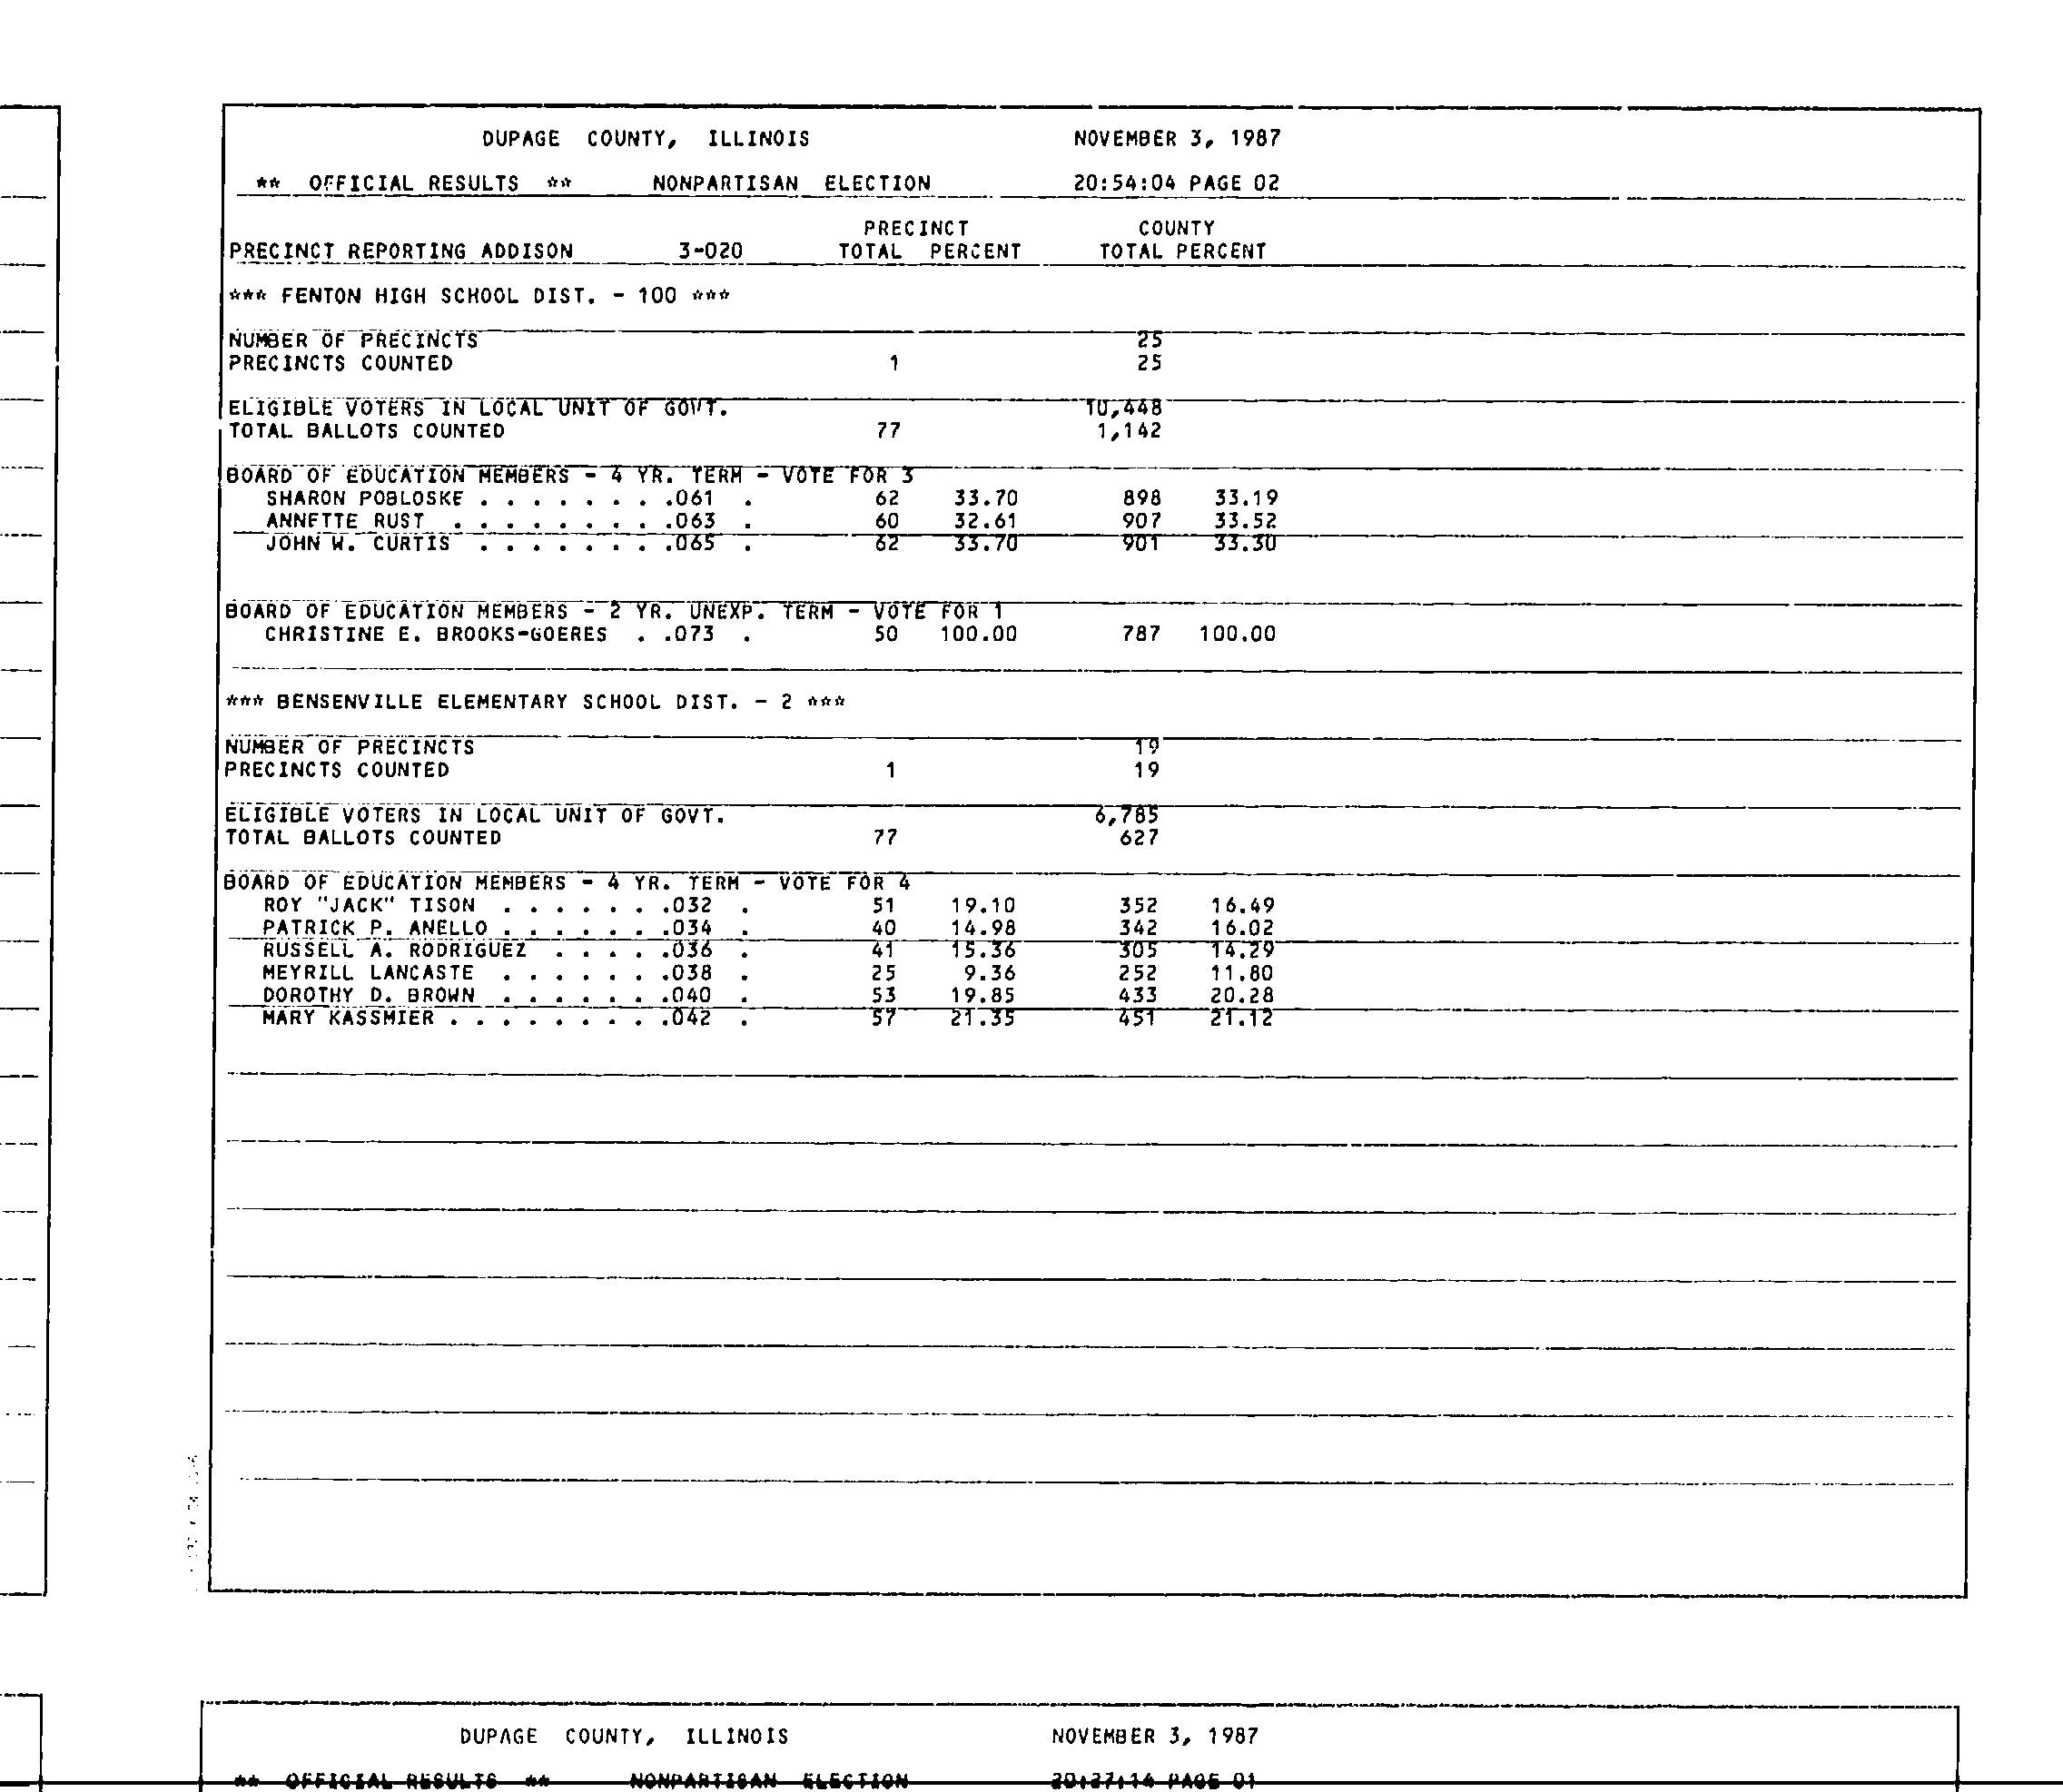 DUPAGE COUNTY, ILLINOIS NOVEMBER 3, 1987
** OFFICIAL RESULTS ** NONPARTISAN ELECTION 20:54:04 PAGE 02
PRECINCT COUNTY
PRECINCT REPORTING ADDISON 3-020 TOTAL PERCENT TOTAL PERCENT
*** FENTON HIGH SCHOOL DIST. - 100 ***
NUMBER OF PRECINCTS 25
PRECINCTS COUNTED 1 25
ELIGIBLE VOTERS IN LOCAL UNIT OF GOVT. 10,448
TOTAL BALLOTS COUNTED 77 1,142
BOARD OF EDUCATION MEMBERS - 4 YR. TERM - VOTE FOR 3
SHARON POBLOSKE . . . . . . . .061 . 62 33.70 898 33.19
ANNETTE RUST . . . . . . . . .063 . 60 32.61 907 33.52
JOHN W. CURTIS . . . . . . . .065 . 62 33.70 901 33.30
BOARD OF EDUCATION MEMBERS - 2 YR. UNEXP. TERM - VOTE FOR 1
CHRISTINE E. BROOKS-GOERES . .073 . 50 100.00 787 100.00
*** BENSENVILLE ELEMENTARY SCHOOL DIST. - 2 ***
NUMBER OF PRECINCTS 19
PRECINCTS COUNTED 1 19
ELIGIBLE VOTERS IN LOCAL UNIT OF GOVT. 6,785
TOTAL BALLOTS COUNTED 77 627
BOARD OF EDUCATION MEMBERS - 4 YR. TERM - VOTE FOR 4
ROY "JACK" TISON . . . . . . .032 . 51 19.10 352 16.49
PATRICK P. ANELLO . . . . . . .034 . 40 14.98 342 16.02
RUSSELL A. RODRIGUEZ . . . . .036 . 41 15.36 305 14.29
MEYRILL LANCASTE . . . . . . .038 . 25 9.36 252 11.80
DOROTHY D. BROWN . . . . . . .040 . 53 19.85 433 20.28
MARY KASSMIER . . . . . . . . .042 . 57 21.35 451 21.12
DUPAGE COUNTY, ILLINOIS NOVEMBER 3, 1987
** OFFICIAL RESULTS ** NONPARTISAN ELECTION 20:27:14 PAGE 01